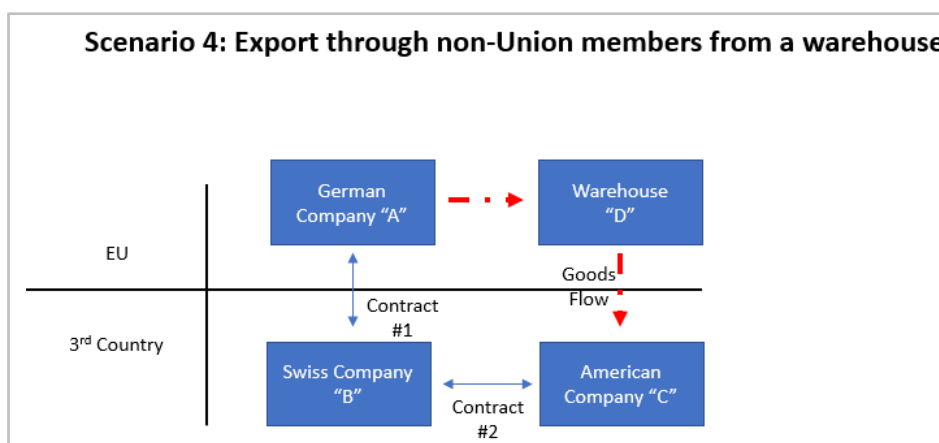 Scenario 4: Export through non-Union members from a warehouse
German
Company "A"
Warehouse
"D"
EU
Goods
Flow
Contract
#1
3rd Country
Swiss Company
"B"
American
Company "C"
Contract
#2